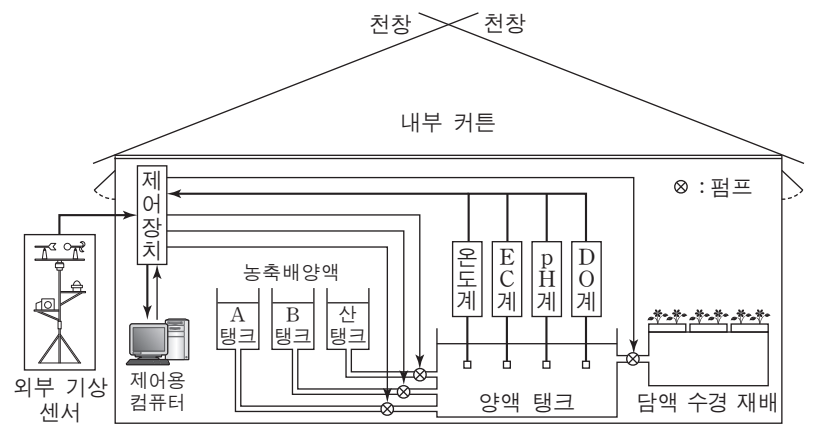 천창 천창
내부 커튼
제어장치
⊗ : 펌프
농축배양액
온도계
EC계
pH계
DO계
A
탱크
B
탱크
산
탱크
외부 기상
센서
제어용
컴퓨터
양액 탱크
담액 수경 재배